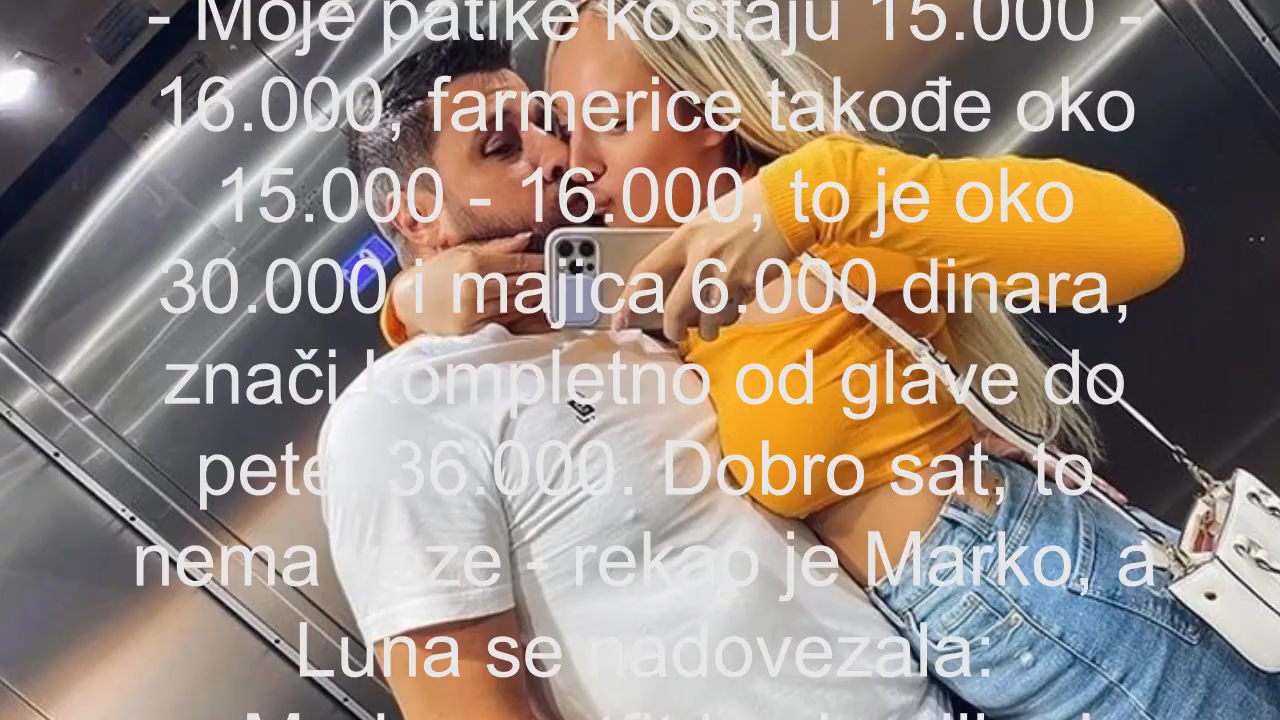 - Moje patike koštaju 15.000 -
16.000, farmerice takođe oko
15.000 - 16.000, to je oko
30.000 i majica 6.000 dinara,
znači kompletno od glave do
pete 36.000. Dobro sat, to
nema veze - rekao je Marko, a
Luna se nadovezala: